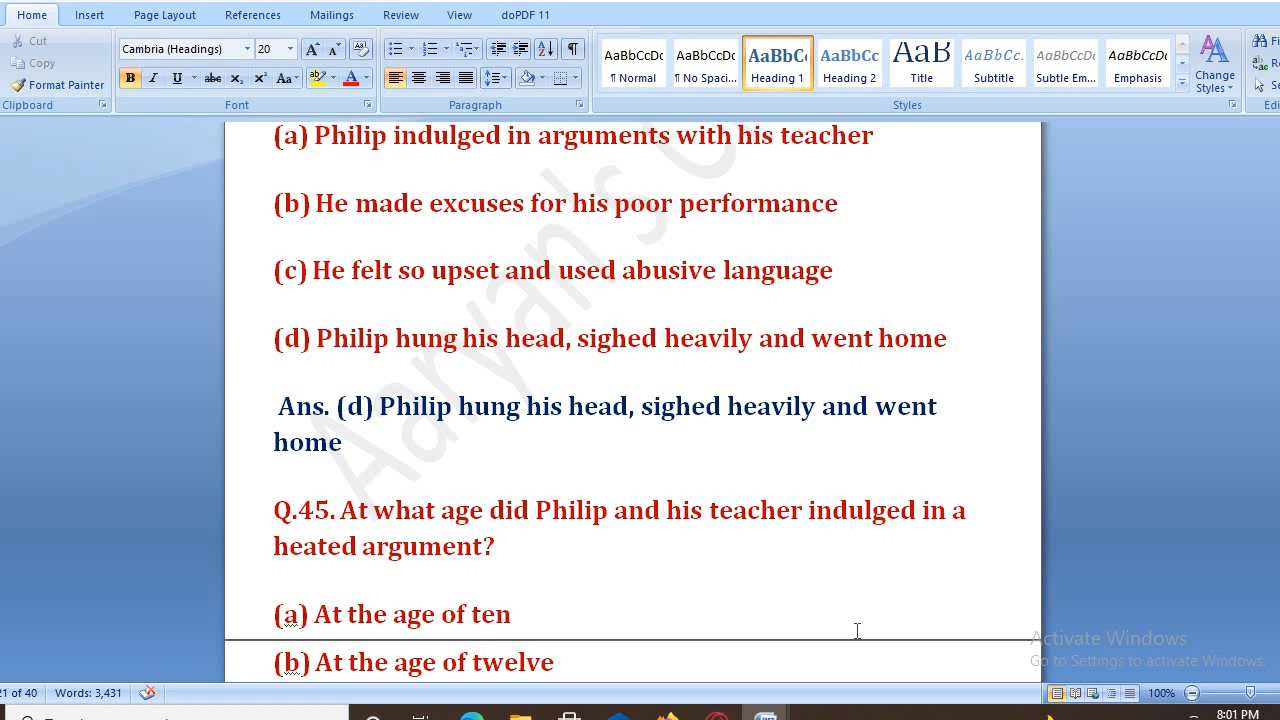 Home Insert Page Layout References Mailings Review View doPDF 11
Cut
Copy
Format Painter
Clipboard
Cambria (Headings) 20
Font
Paragraph
AaBbCcDc AaBbCcDc AaBbC AaBbCc AaB AaBbCc. AaBbCcD AaBbCcD
¶ Normal ¶ No Spaci... Heading 1 Heading 2 Title Subtitle Subtle Em... Emphasis
Change
Styles
Styles
Aaryan's
(a) Philip indulged in arguments with his teacher
(b) He made excuses for his poor performance
(c) He felt so upset and used abusive language
(d) Philip hung his head, sighed heavily and went home
Ans. (d) Philip hung his head, sighed heavily and went
home
Q.45. At what age did Philip and his teacher indulged in a
heated argument?
(a) At the age of ten
(b) At the age of twelve
Activate Windows
Go to Settings to activate Windows.
21 of 40 Words: 3,431 100%
8:01 PM